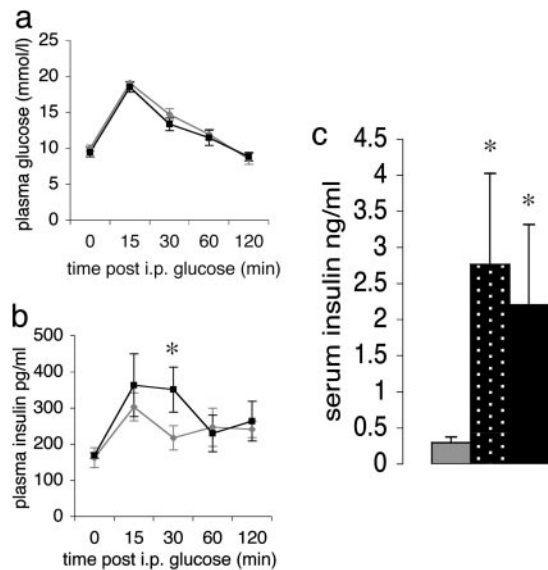 a
plasma glucose (mmol/l)
25
20
15
10
5
0
0 15 30 60 120
time post i.p. glucose (min)
b
plasma insulin pg/ml
500
400
300
200
100
0
*
0 15 30 60 120
time post i.p. glucose (min)
c
serum insulin ng/ml
4.5
4
3.5
3
2.5
2
1.5
1
0.5
0
*
*